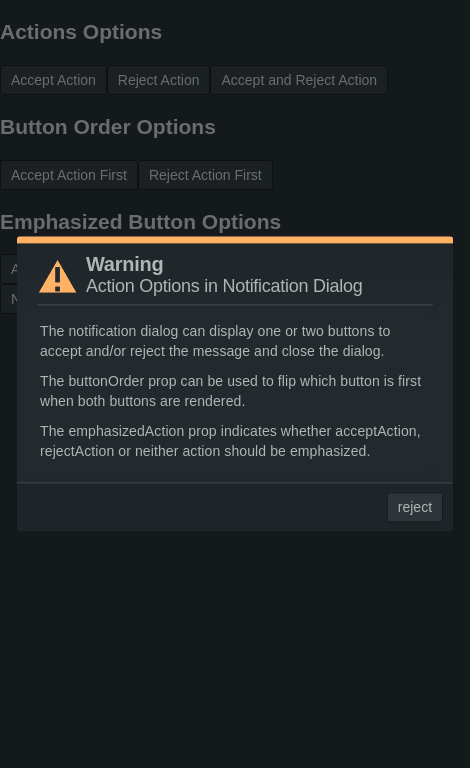 Actions Options
Accept Action Reject Action Accept and Reject Action
Button Order Options
Accept Action First Reject Action First
Emphasized Button Options
Warning
Action Options in Notification Dialog
The notification dialog can display one or two buttons to
accept and/or reject the message and close the dialog.
The buttonOrder prop can be used to flip which button is first
when both buttons are rendered.
The emphasizedAction prop indicates whether acceptAction,
rejectAction or neither action should be emphasized.
reject